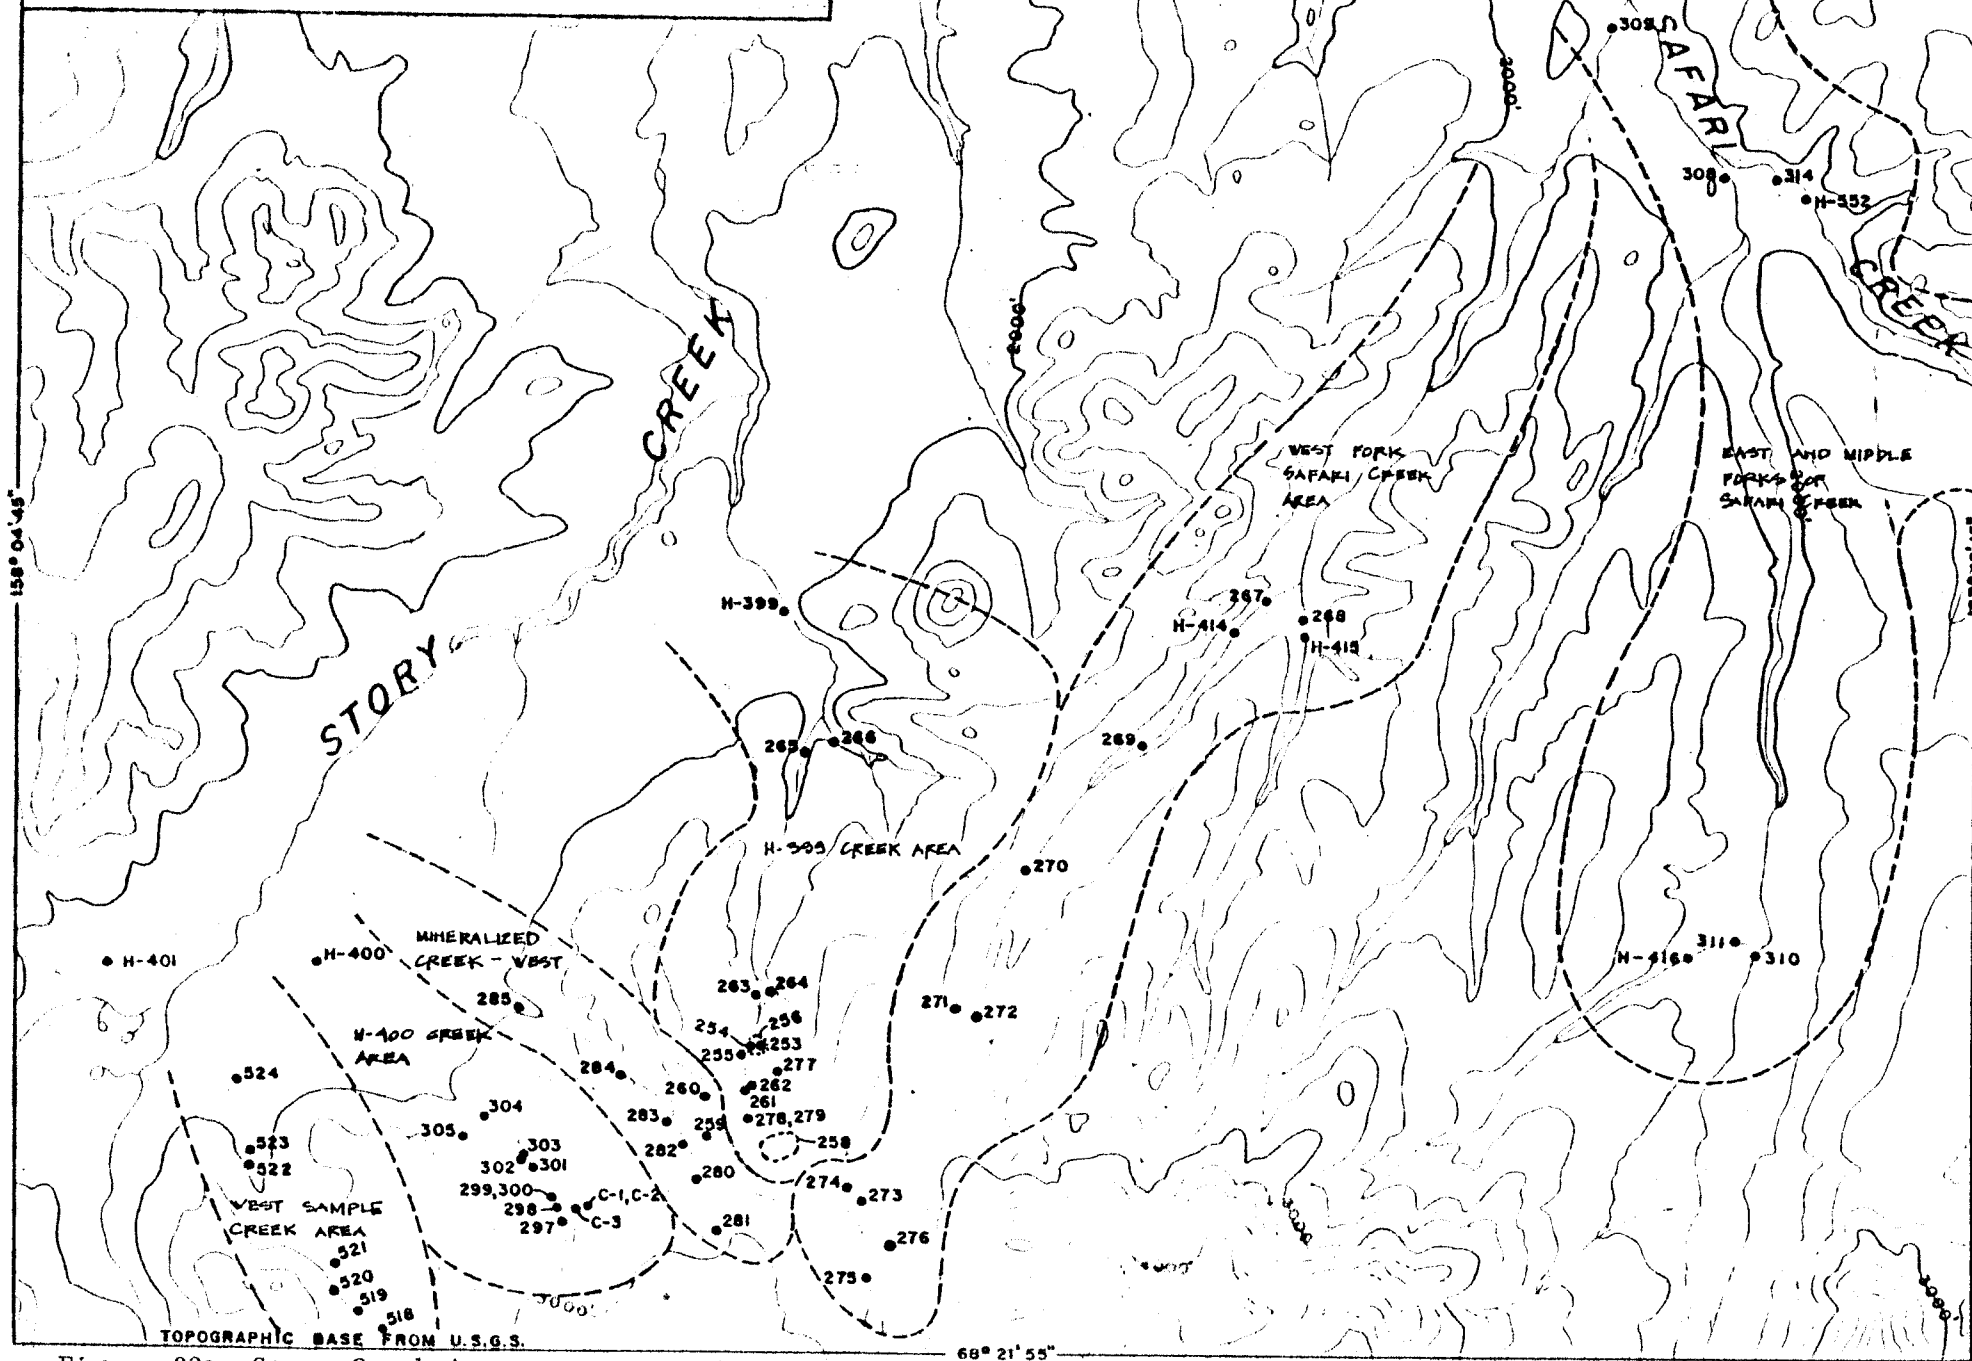 309
SAFARI
2000'
308
314
H-552
CREEK
2000'
CREEK
WEST FORK
SAFARI CREEK
AREA
EAST AND MIDDLE
FORKS OF
SAFARI CREEK
158° 04' 45"
H-399
267
268
H-414
H-415
STORY
265
266
269
H-399 CREEK AREA
270
MINERALIZED
CREEK - WEST
H-401
H-400
311
H-416
310
263
264
285
271
272
254
256
H-400 CREEK
AREA
255
253
284
277
524
260
262
261
304
283
278,279
305
259
258
523
303
282
522
302
301
280
274
299,300
C-1,C-2
273
WEST SAMPLE
CREEK AREA
298
C-3
297
281
276
3000'
521
275
520
519
3000'
3000'
518
TOPOGRAPHIC BASE FROM U.S.G.S.
68° 21' 55"